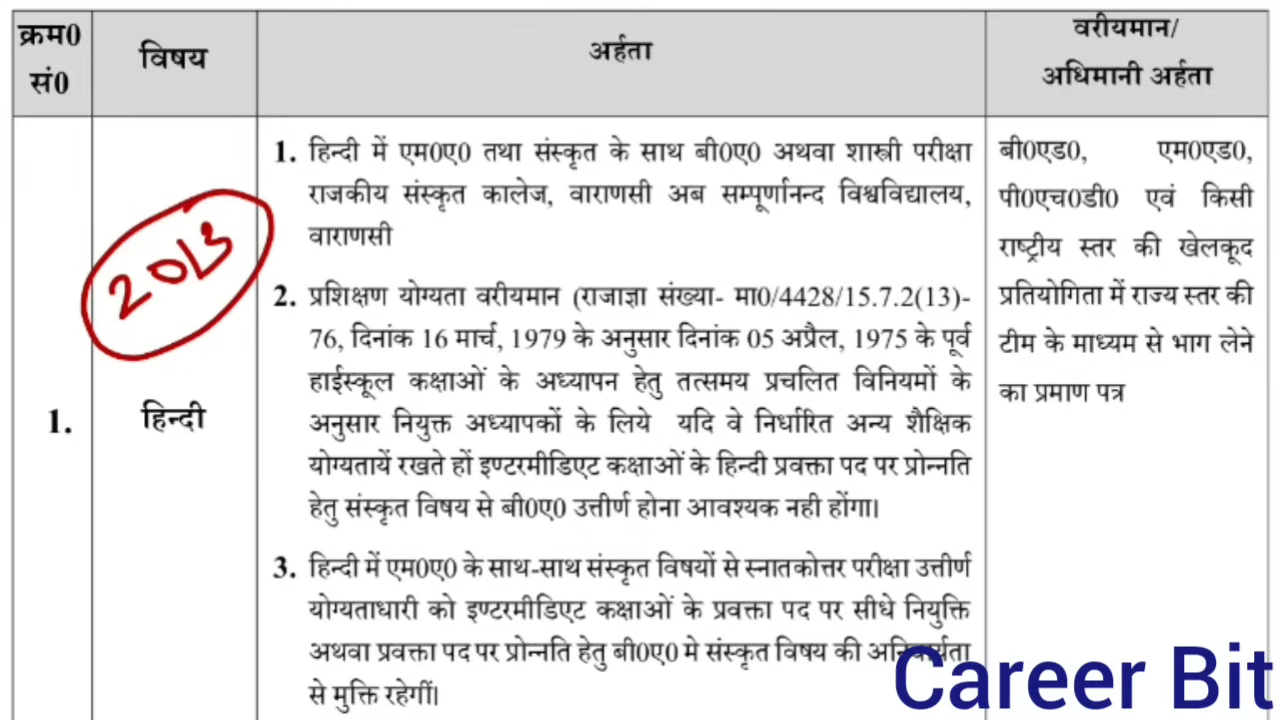 क्रम0
सं0
विषय
अर्हता
वरीयमान/
अधिमानी अर्हता
1.
2013
हिन्दी
1. हिन्दी में एम0ए0 तथा संस्कृत के साथ बी0ए0 अथवा शास्त्री परीक्षा
राजकीय संस्कृत कालेज, वाराणसी अब सम्पूर्णानन्द विश्वविद्यालय,
वाराणसी
2. प्रशिक्षण योग्यता वरीयमान (राजाज्ञा संख्या- मा0/4428/15.7.2(13)-
76, दिनांक 16 मार्च, 1979 के अनुसार दिनांक 05 अप्रैल, 1975 के पूर्व
हाईस्कूल कक्षाओं के अध्यापन हेतु तत्समय प्रचलित विनियमों के
अनुसार नियुक्त अध्यापकों के लिये यदि वे निर्धारित अन्य शैक्षिक
योग्यतायें रखते हों इण्टरमीडिएट कक्षाओं के हिन्दी प्रवक्ता पद पर प्रोन्नति
हेतु संस्कृत विषय से बी0ए0 उत्तीर्ण होना आवश्यक नही होंगा।
3. हिन्दी में एम0ए0 के साथ-साथ संस्कृत विषयों से स्नातकोत्तर परीक्षा उत्तीर्ण
योग्यताधारी को इण्टरमीडिएट कक्षाओं के प्रवक्ता पद पर सीधे नियुक्ति
अथवा प्रवक्ता पद पर प्रोन्नति हेतु बी0ए0 मे संस्कृत विषय की अनिवार्यता
से मुक्ति रहेगीं।
बी0एड0, एम0एड0,
पी0एच0डी0 एवं किसी
राष्ट्रीय स्तर की खेलकूद
प्रतियोगिता में राज्य स्तर की
टीम के माध्यम से भाग लेने
का प्रमाण पत्र
Career Bit